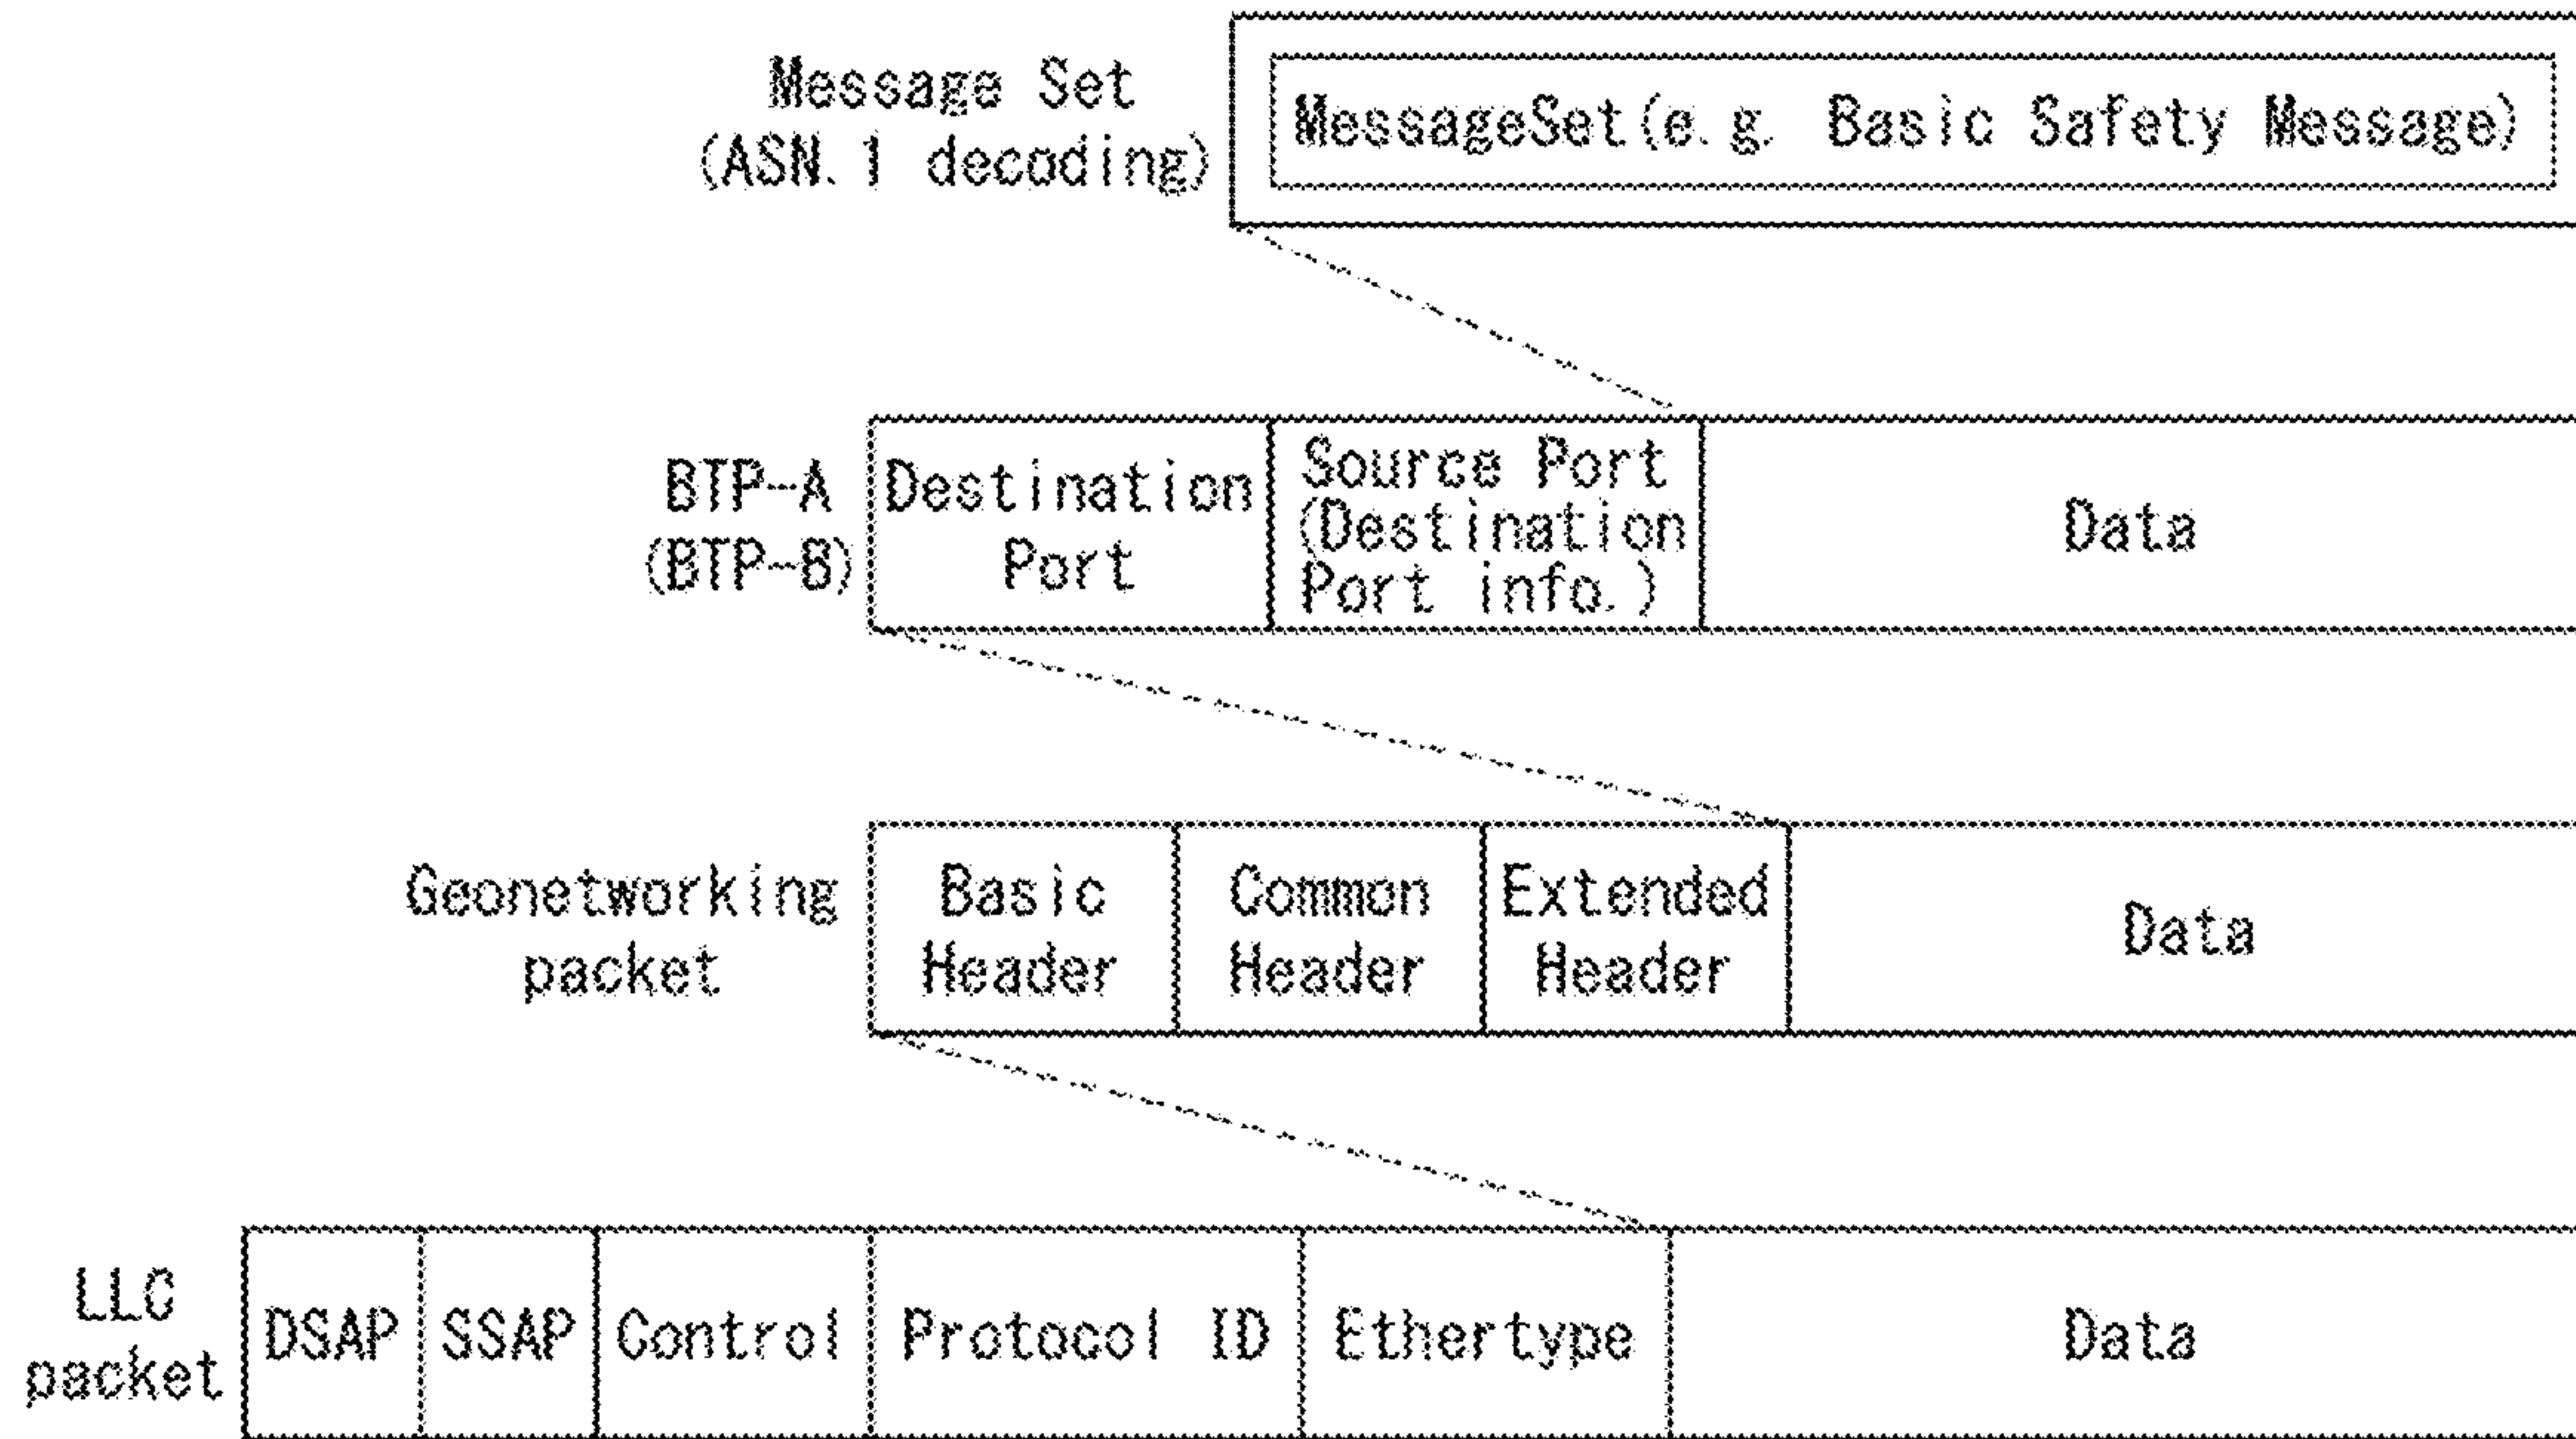 Message Set
(ASN.1 decoding)
MessageSet(e.g. Basic Safety Message)
BTP-A
(BTP-B)
Destination
Port
Source Port
(Destination
Port info.)
Data
Geonetworking
packet
Basic
Header
Common
Header
Extended
Header
Data
LLC
packet
DSAP
SSAP
Control
Protocol ID
Ethertype
Data